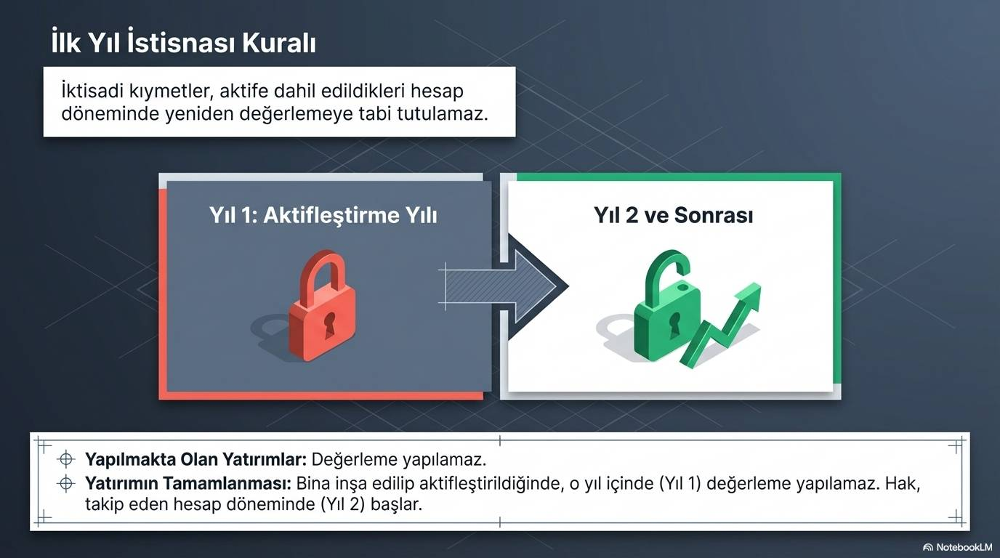 İlk Yıl İstisnası Kuralı
İktisadi kıymetler, aktife dahil edildikleri hesap
döneminde yeniden değerlemeye tabi tutulamaz.
Yıl 1: Aktifleştirme Yılı
Yıl 2 ve Sonrası
Yapılmakta Olan Yatırımlar: Değerleme yapılamaz.
Yatırımın Tamamlanması: Bina inşa edilip aktifleştirildiğinde, o yıl içinde (Yıl 1) değerleme yapılamaz. Hak,
takip eden hesap döneminde (Yıl 2) başlar.
NotebookLM